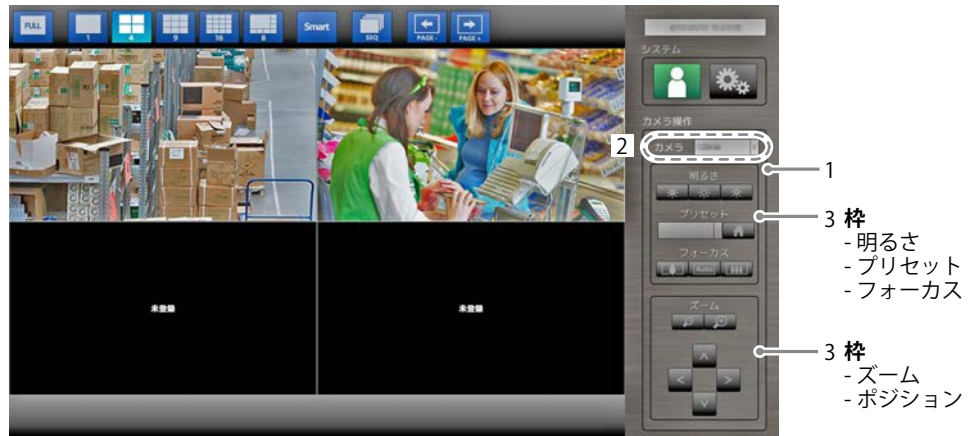 FULL
1
4
9
16
8
Smart
SEQ
PAGE -
PAGE +
システム
カメラ操作
2
カメラ
1
明るさ
プリセット
3 枠
- 明るさ
- プリセット
- フォーカス
フォーカス
Auto
未登録
未登録
ズーム
3 枠
- ズーム
- ポジション